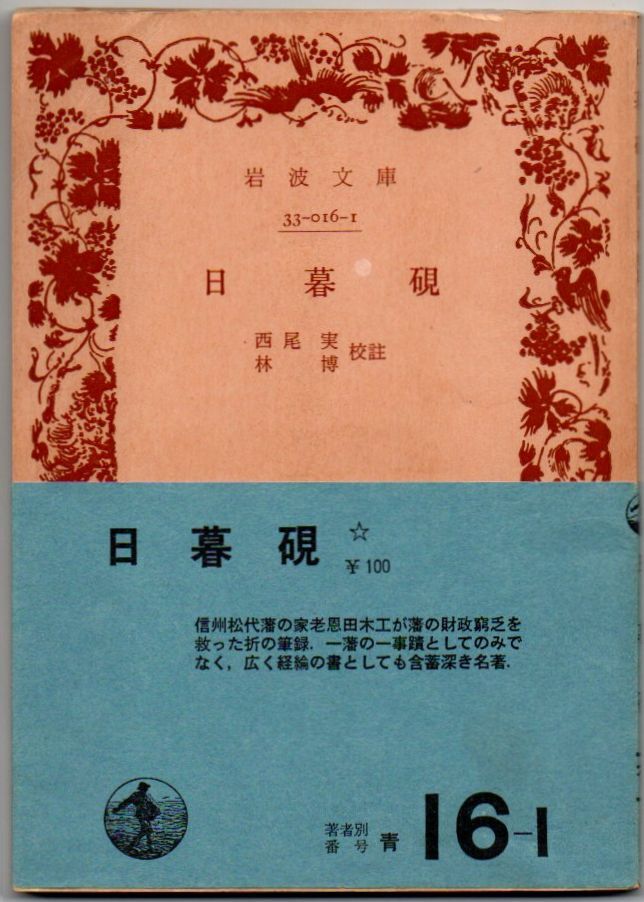 岩波文庫
33-016-1
日暮硯
西尾実
林博
校註
日暮硯 ☆
￥100
信州松代藩の家老恩田木工が藩の財政窮乏を
救った折の筆録．一藩の一事蹟としてのみで
なく，広く経綸の書としても含蓄深き名著．
著者別
番号
青
16-1